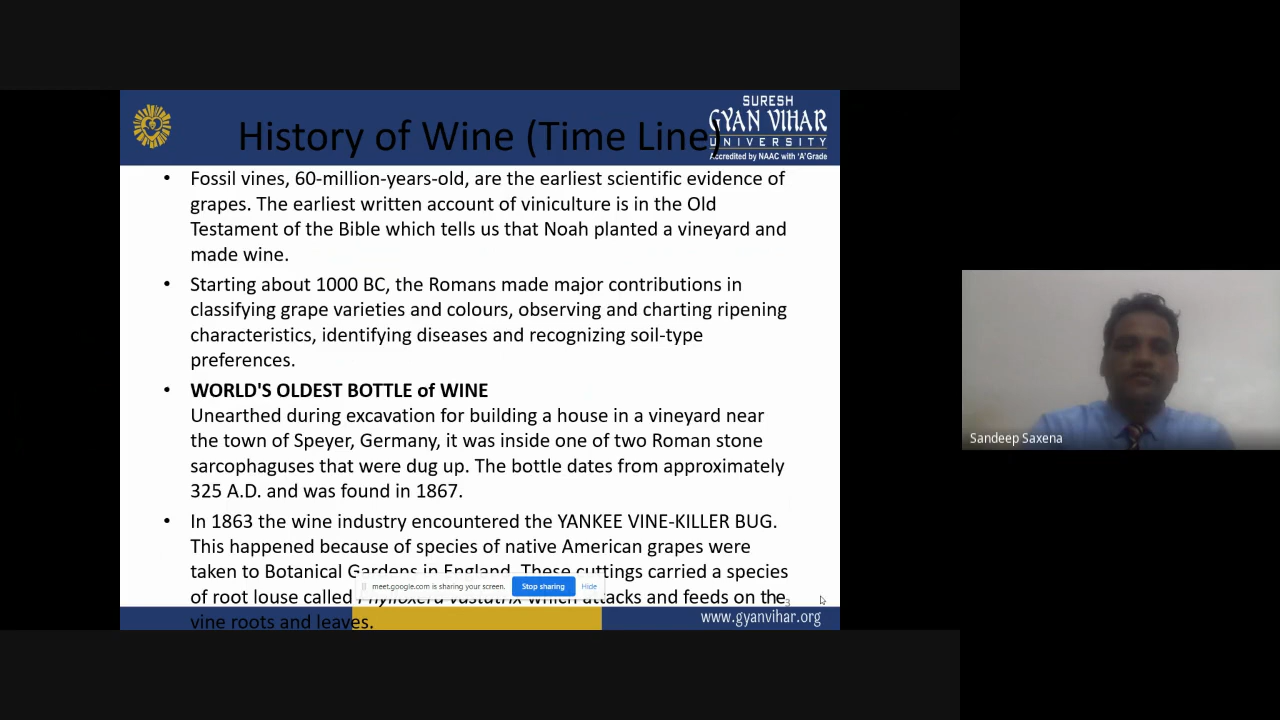 SURESH
GYAN VIHAR
UNIVERSITY
Accredited by NAAC with 'A' Grade
History of Wine (Time Line)
• Fossil vines, 60-million-years-old, are the earliest scientific evidence of
grapes. The earliest written account of viniculture is in the Old
Testament of the Bible which tells us that Noah planted a vineyard and
made wine.
• Starting about 1000 BC, the Romans made major contributions in
classifying grape varieties and colours, observing and charting ripening
characteristics, identifying diseases and recognizing soil-type
preferences.
• WORLD'S OLDEST BOTTLE of WINE
Unearthed during excavation for building a house in a vineyard near
the town of Speyer, Germany, it was inside one of two Roman stone
sarcophaguses that were dug up. The bottle dates from approximately
325 A.D. and was found in 1867.
• In 1863 the wine industry encountered the YANKEE VINE-KILLER BUG.
This happened because of species of native American grapes were
taken to Botanical Gardens in England. These cuttings carried a species
of root louse called Phylloxera vastatrix which attacks and feeds on the
vine roots and leaves.
meet.google.com is sharing your screen. Stop sharing Hide
www.gyanvihar.org
Sandeep Saxena